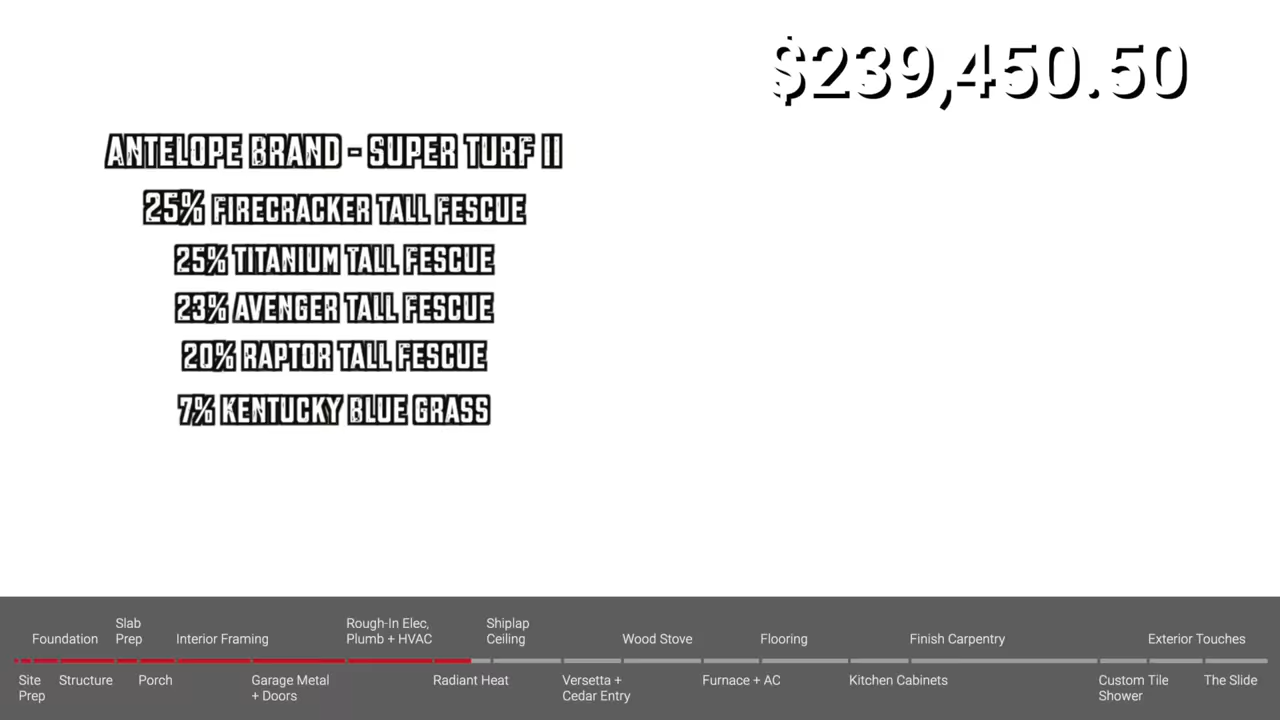 $239,450.50
ANTELOPE BRAND - SUPER TURF II
25% FIRECRACKER TALL FESCUE
25% TITANIUM TALL FESCUE
23% AVENGER TALL FESCUE
20% RAPTOR TALL FESCUE
7% KENTUCKY BLUE GRASS
Foundation
Slab
Prep
Interior Framing
Rough-In Elec,
Plumb + HVAC
Shiplap
Ceiling
Wood Stove
Flooring
Finish Carpentry
Exterior Touches
Site
Prep
Structure
Porch
Garage Metal
+ Doors
Radiant Heat
Versetta +
Cedar Entry
Furnace + AC
Kitchen Cabinets
Custom Tile
Shower
The Slide